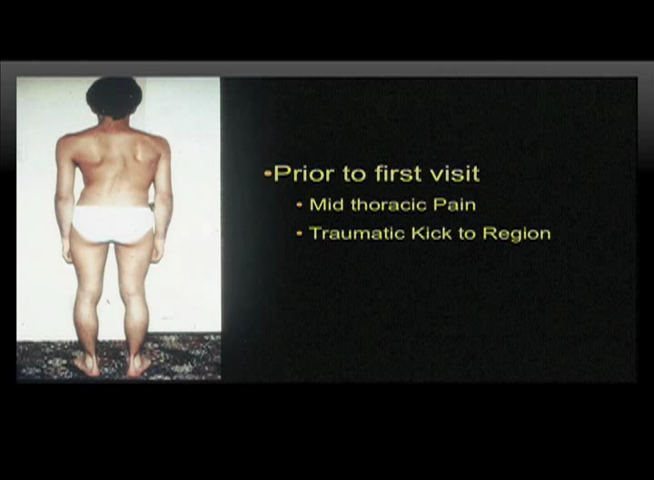 •Prior to first visit
• Mid thoracic Pain
• Traumatic Kick to Region